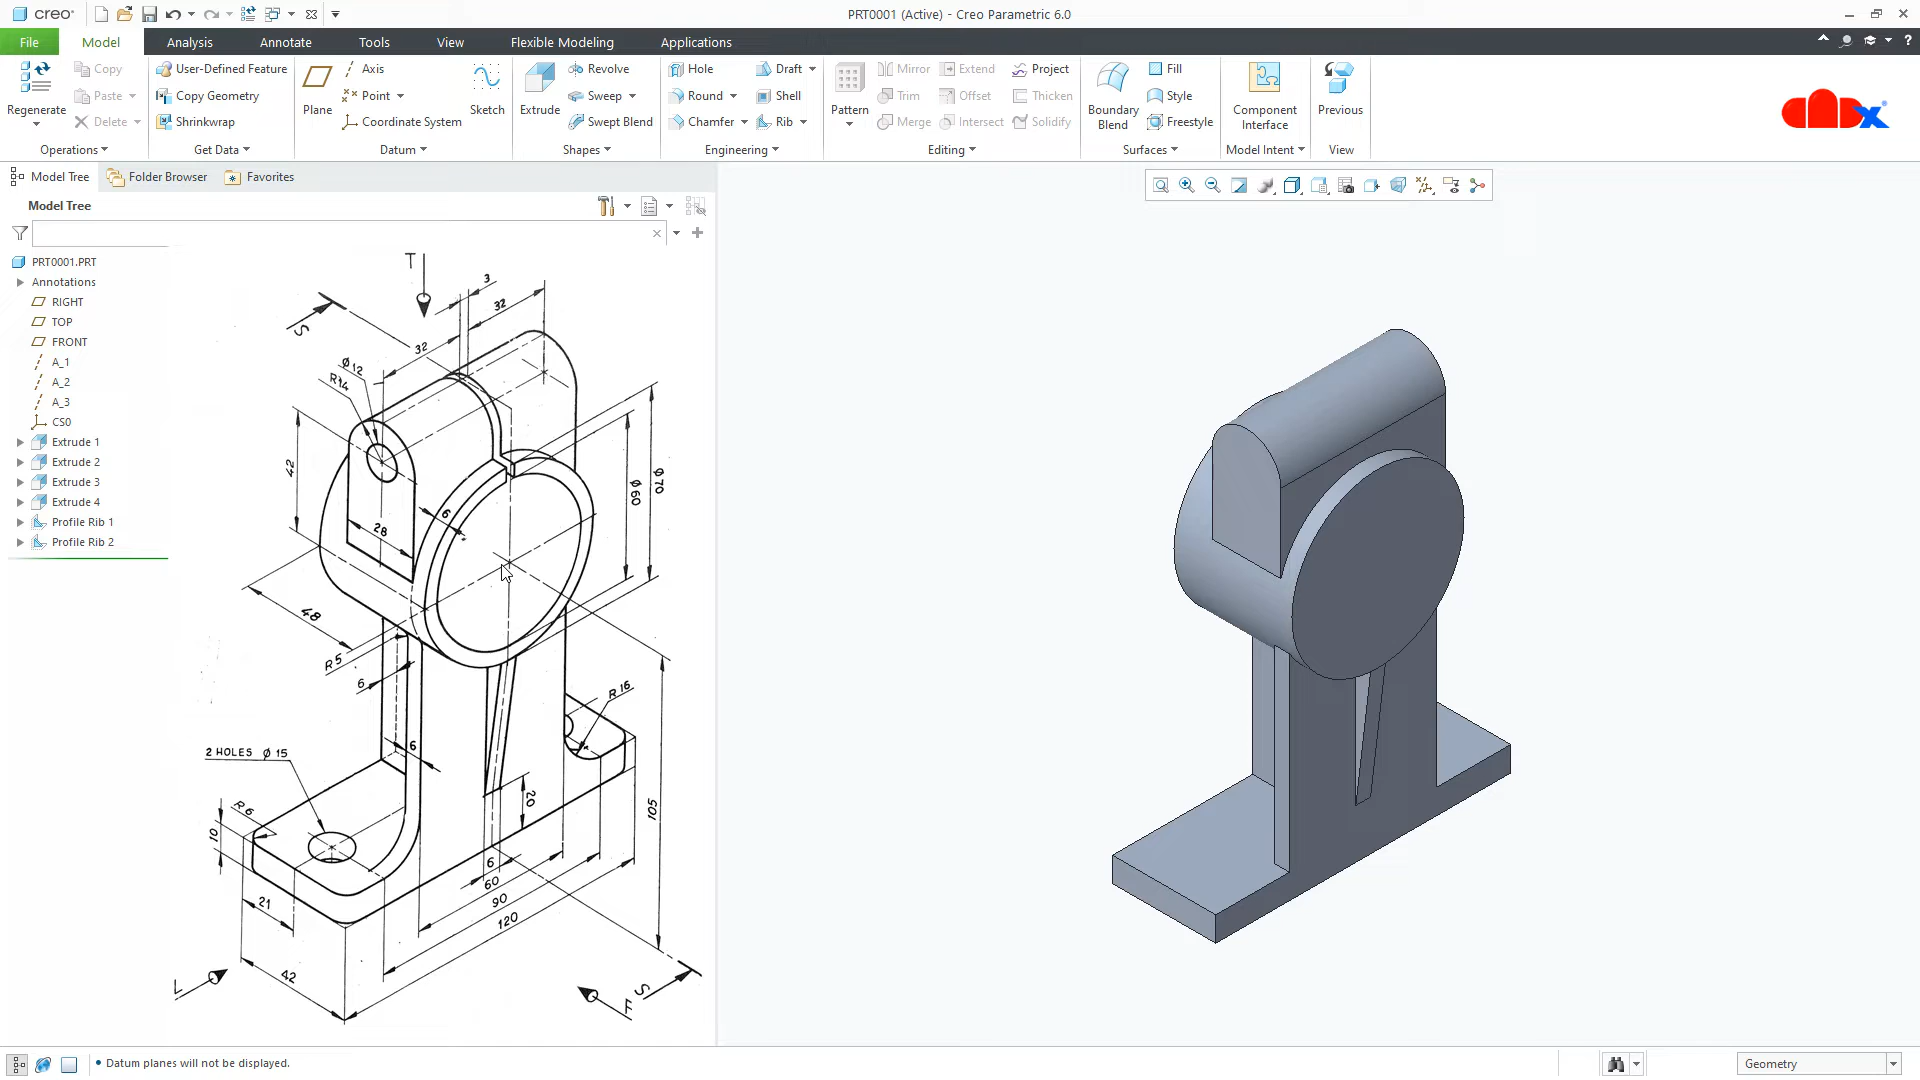 creo
PRT0001 (Active) - Creo Parametric 6.0
File
Model
Analysis
Annotate
Tools
View
Flexible Modeling
Applications
Regenerate
Copy
Paste
Delete
Operations
User-Defined Feature
Copy Geometry
Shrinkwrap
Get Data
Plane
Axis
Point
Coordinate System
Sketch
Datum
Extrude
Revolve
Sweep
Swept Blend
Shapes
Hole
Round
Chamfer
Draft
Shell
Rib
Engineering
Pattern
Mirror
Trim
Merge
Extend
Offset
Intersect
Project
Thicken
Solidify
Editing
Boundary
Blend
Fill
Style
Freestyle
Surfaces
Component
Interface
Model Intent
Previous
View
Model Tree
Folder Browser
Favorites
Model Tree
PRT0001.PRT
Annotations
RIGHT
TOP
FRONT
A_1
A_2
A_3
CS0
Extrude 1
Extrude 2
Extrude 3
Extrude 4
Profile Rib 1
Profile Rib 2
T
3
32
S
32
Ø12
R14
42
Ø60
Ø70
6
28
48
R5
6
R16
6
2 HOLES Ø 15
R6
10
20
105
6
60
21
90
120
42
L
S
F
Datum planes will not be displayed.
Geometry